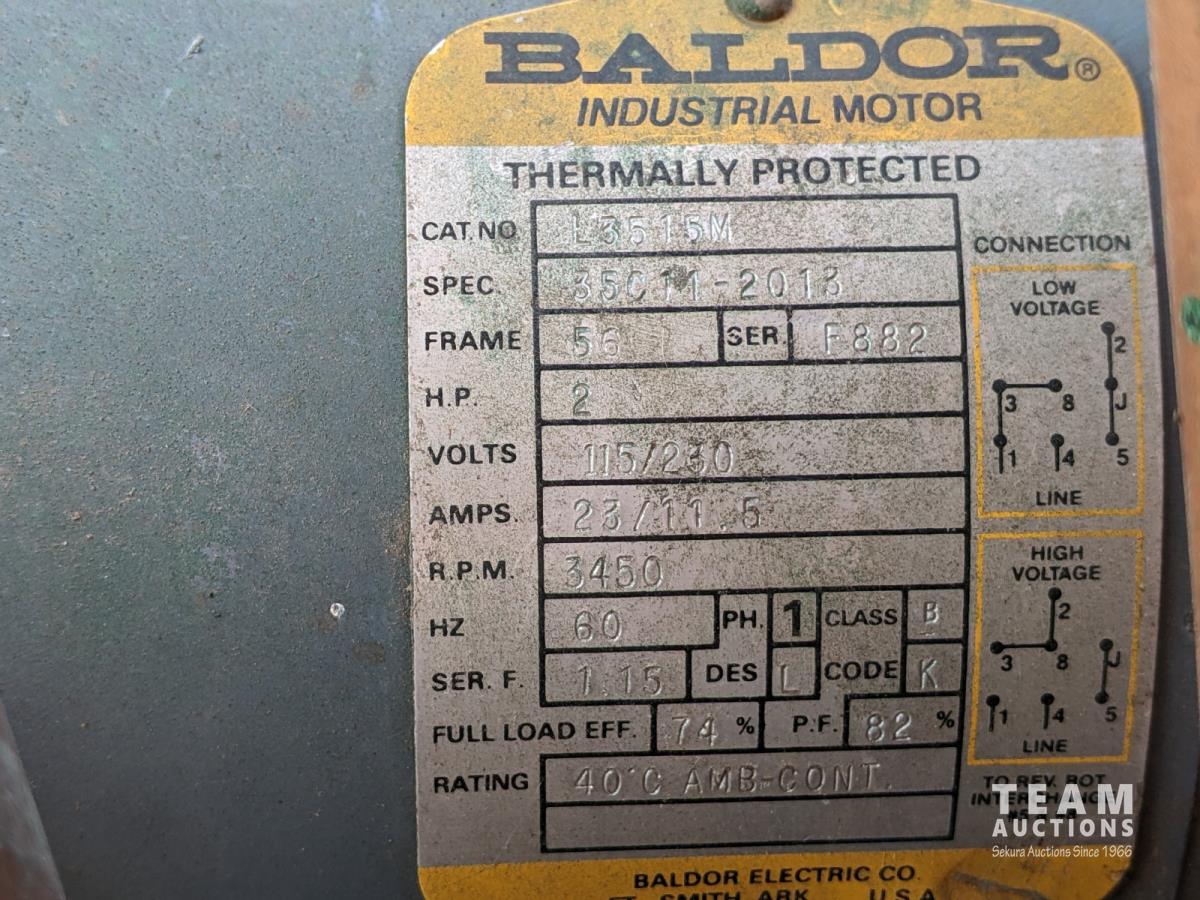 BALDOR®
INDUSTRIAL MOTOR
THERMALLY PROTECTED
CAT. NO L3515M
SPEC. 35C11-2013
FRAME 56 SER. F882
H.P. 2
VOLTS 115/230
AMPS. 23/11.5
R.P.M. 3450
HZ 60 PH. 1 CLASS B
SER. F. 1.15 DES L CODE K
FULL LOAD EFF. 74 % P.F. 82 %
RATING 40°C AMB-CONT.
CONNECTION
LOW
VOLTAGE
2
3 8 J
1 4 5
LINE
HIGH
VOLTAGE
2
3 8 J
1 4 5
LINE
TO REV. ROT.
BALDOR ELECTRIC CO.
FT. SMITH, ARK. U.S.A.
TEAM
AUCTIONS
Sekura Auctions Since 1966